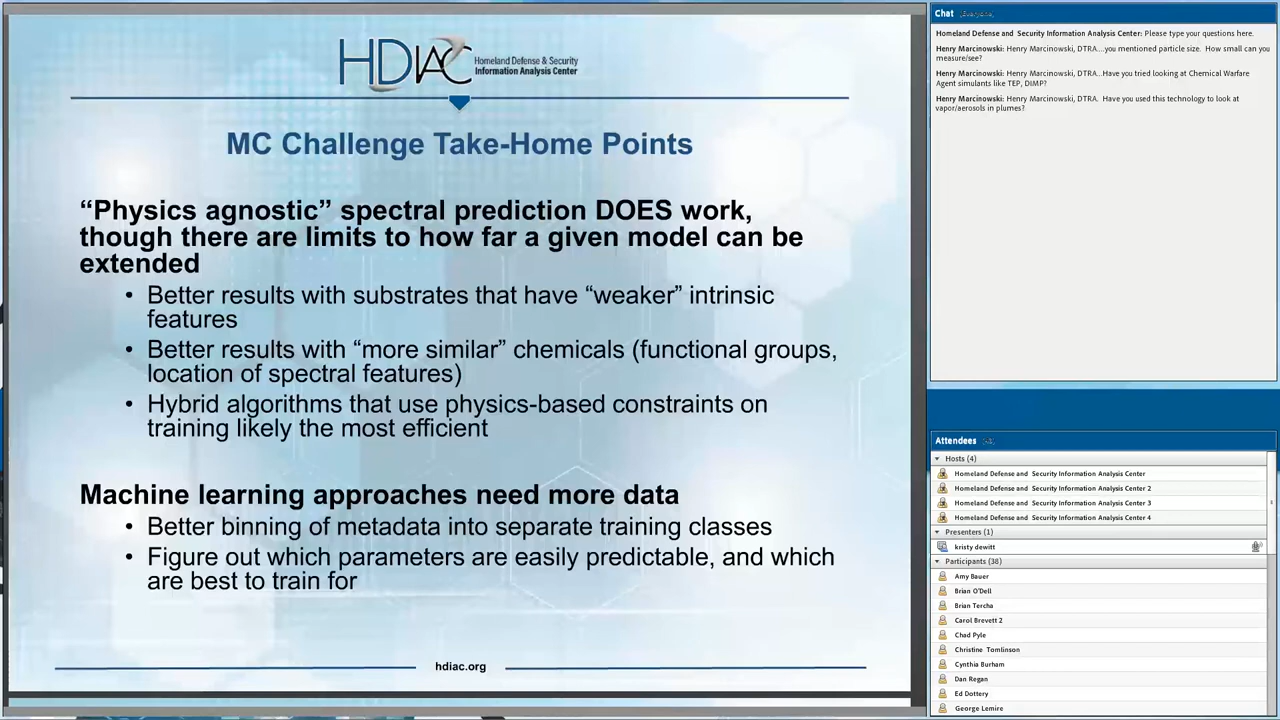 HDIAC
Homeland Defense & Security
Information Analysis Center
MC Challenge Take-Home Points
“Physics agnostic” spectral prediction DOES work,
though there are limits to how far a given model can be
extended
• Better results with substrates that have “weaker” intrinsic
features
• Better results with “more similar” chemicals (functional groups,
location of spectral features)
• Hybrid algorithms that use physics-based constraints on
training likely the most efficient
Machine learning approaches need more data
• Better binning of metadata into separate training classes
• Figure out which parameters are easily predictable, and which
are best to train for
hdiac.org
Chat (Everyone)
Homeland Defense and Security Information Analysis Center: Please type your questions here.
Henry Marcinowski: Henry Marcinowski, DTRA....you mentioned particle size. How small can you
measure/see?
Henry Marcinowski: Henry Marcinowski, DTRA...Have you tried looking at Chemical Warfare
Agent simulants like TEP, DIMP?
Henry Marcinowski: Henry Marcinowski, DTRA. Have you used this technology to look at
vapor/aerosols in plumes?
Attendees
Hosts (4)
Homeland Defense and Security Information Analysis Center
Homeland Defense and Security Information Analysis Center 2
Homeland Defense and Security Information Analysis Center 3
Homeland Defense and Security Information Analysis Center 4
Presenters (1)
kristy dewitt
Participants (38)
Amy Bauer
Brian O'Dell
Brian Tercha
Carol Brevett 2
Chad Pyle
Christine Tomlinson
Cynthia Burham
Dan Regan
Ed Dottery
George Lemire